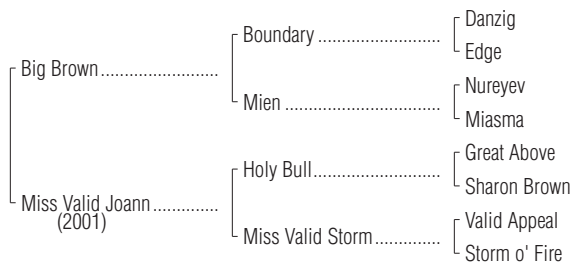 Danzig
Boundary ........................
Edge
Big Brown.......................
Nureyev
Mien ...............................
Miasma
Great Above
Holy Bull.........................
Sharon Brown
Miss Valid Joann.............
(2001)
Valid Appeal
Miss Valid Storm.............
Storm o' Fire